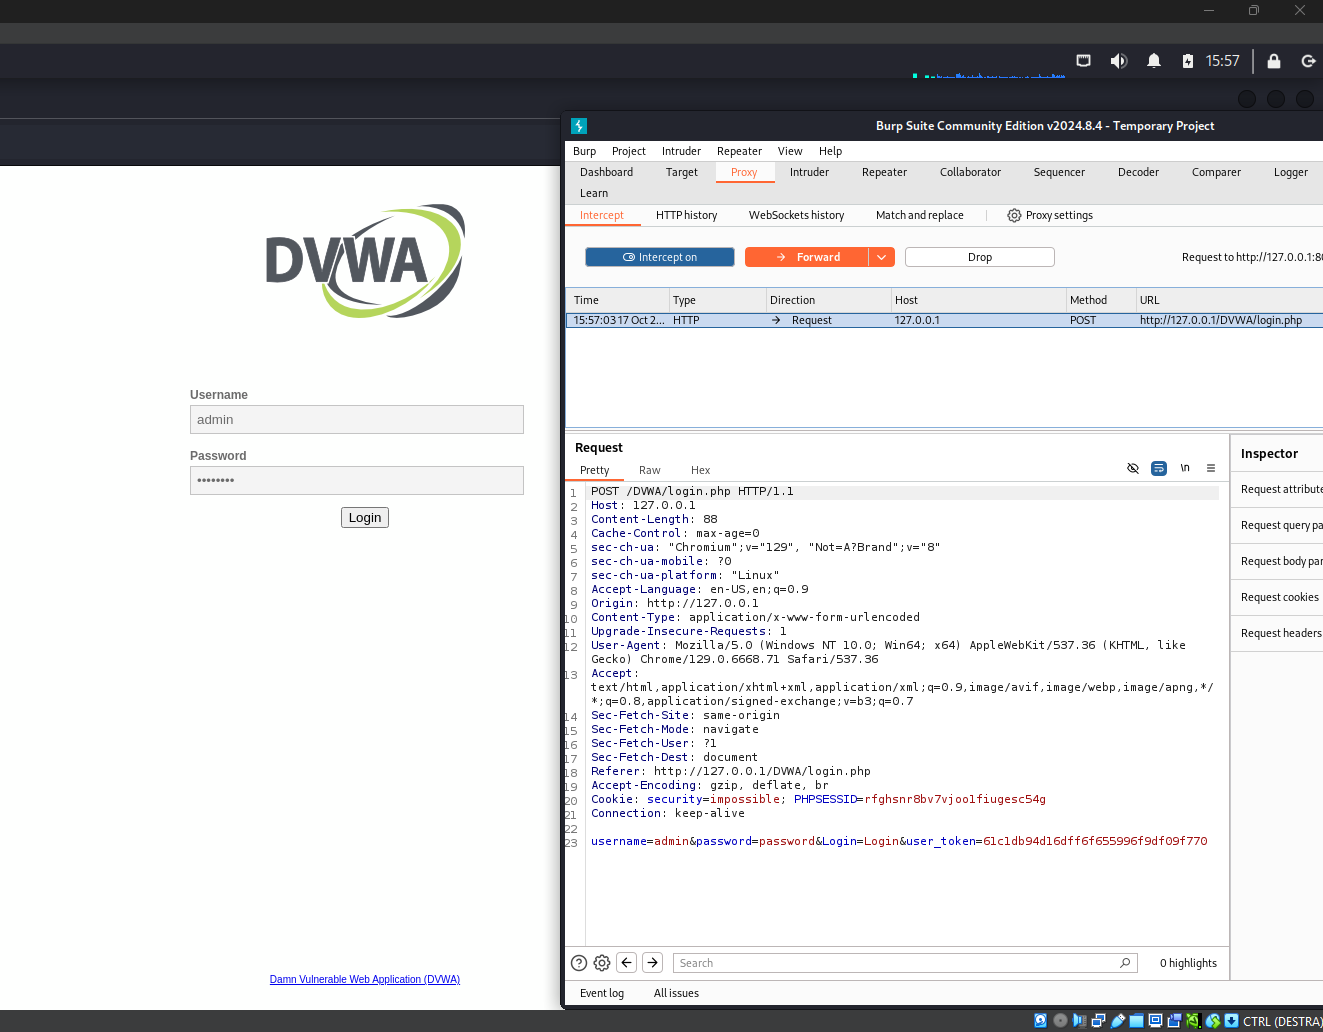 15:57
Burp Suite Community Edition v2024.8.4 - Temporary Project
Burp Project Intruder Repeater View Help
Dashboard Target Proxy Intruder Repeater Collaborator Sequencer Decoder Comparer Logger
Learn
Intercept HTTP history WebSockets history Match and replace Proxy settings
Intercept on Forward Drop Request to http://127.0.0.1:80
Time Type Direction Host Method URL
15:57:03 17 Oct 2... HTTP → Request 127.0.0.1 POST http://127.0.0.1/DVWA/login.php
DVWA
Username
admin
Password
••••••••
Login
Damn Vulnerable Web Application (DVWA)
Request
Pretty Raw Hex \n
1 POST /DVWA/login.php HTTP/1.1
2 Host: 127.0.0.1
3 Content-Length: 88
4 Cache-Control: max-age=0
5 sec-ch-ua: "Chromium";v="129", "Not=A?Brand";v="8"
6 sec-ch-ua-mobile: ?0
7 sec-ch-ua-platform: "Linux"
8 Accept-Language: en-US,en;q=0.9
9 Origin: http://127.0.0.1
10 Content-Type: application/x-www-form-urlencoded
11 Upgrade-Insecure-Requests: 1
12 User-Agent: Mozilla/5.0 (Windows NT 10.0; Win64; x64) AppleWebKit/537.36 (KHTML, like
Gecko) Chrome/129.0.6668.71 Safari/537.36
13 Accept:
text/html,application/xhtml+xml,application/xml;q=0.9,image/avif,image/webp,image/apng,*/
*;q=0.8,application/signed-exchange;v=b3;q=0.7
14 Sec-Fetch-Site: same-origin
15 Sec-Fetch-Mode: navigate
16 Sec-Fetch-User: ?1
17 Sec-Fetch-Dest: document
18 Referer: http://127.0.0.1/DVWA/login.php
19 Accept-Encoding: gzip, deflate, br
20 Cookie: security=impossible; PHPSESSID=rfghsnr8bv7vjoo1fiugesc54g
21 Connection: keep-alive
22
23 username=admin&password=password&Login=Login&user_token=61c1db94d16dff6f655996f9df09f770
Inspector
Request attribute
Request query pa
Request body par
Request cookies
Request headers
Search 0 highlights
Event log All issues
CTRL (DESTRA)